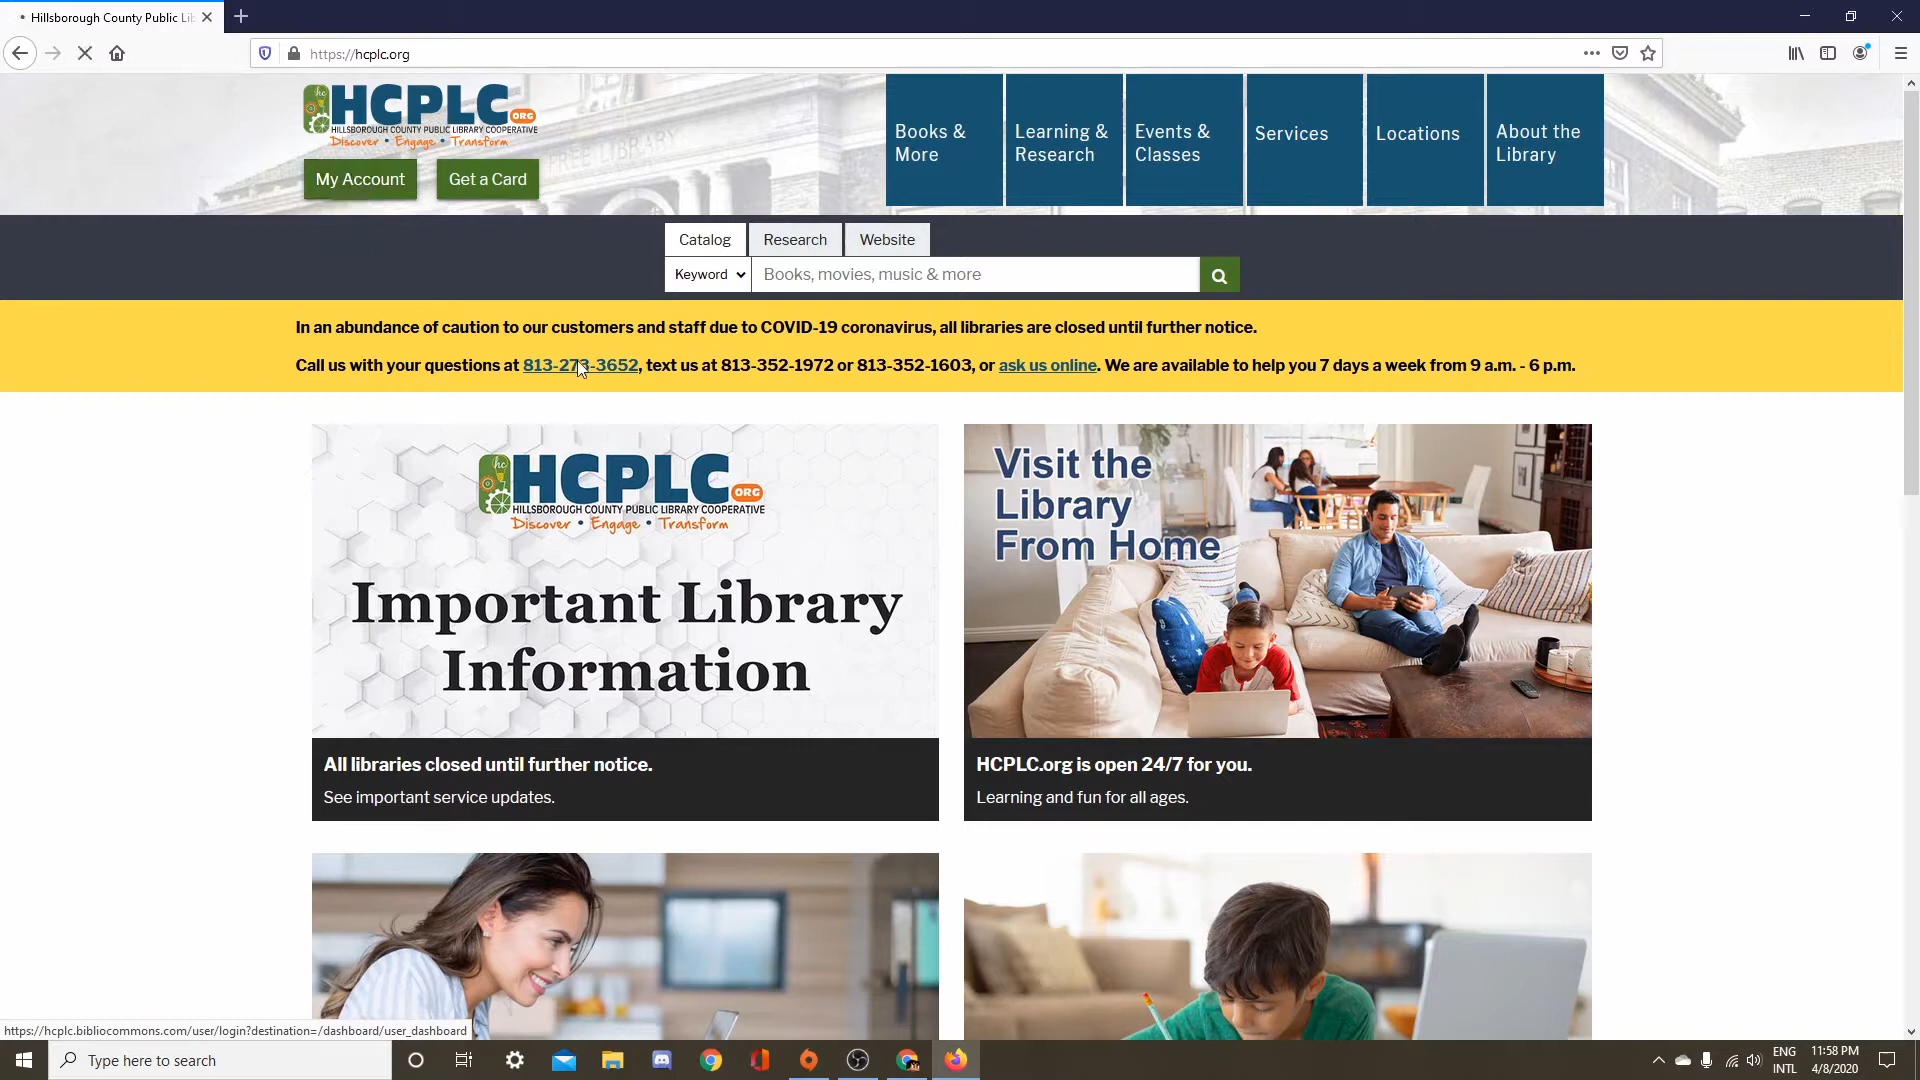 Hillsborough County Public Lib
https://hcplc.org
hc
HCPLC ORG
HILLSBOROUGH COUNTY PUBLIC LIBRARY COOPERATIVE
Discover • Engage • Transform
FREE LIBRARY
My Account
Get a Card
Books & More
Learning & Research
Events & Classes
Services
Locations
About the Library
Catalog
Research
Website
Keyword
Books, movies, music & more
In an abundance of caution to our customers and staff due to COVID-19 coronavirus, all libraries are closed until further notice.
Call us with your questions at 813-273-3652, text us at 813-352-1972 or 813-352-1603, or ask us online. We are available to help you 7 days a week from 9 a.m. - 6 p.m.
hc
HCPLC ORG
HILLSBOROUGH COUNTY PUBLIC LIBRARY COOPERATIVE
Discover • Engage • Transform
Important Library
Information
All libraries closed until further notice.
See important service updates.
Visit the
Library
From Home
HCPLC.org is open 24/7 for you.
Learning and fun for all ages.
https://hcplc.bibliocommons.com/user/login?destination=/dashboard/user_dashboard
Type here to search
ENG
INTL
11:58 PM
4/8/2020